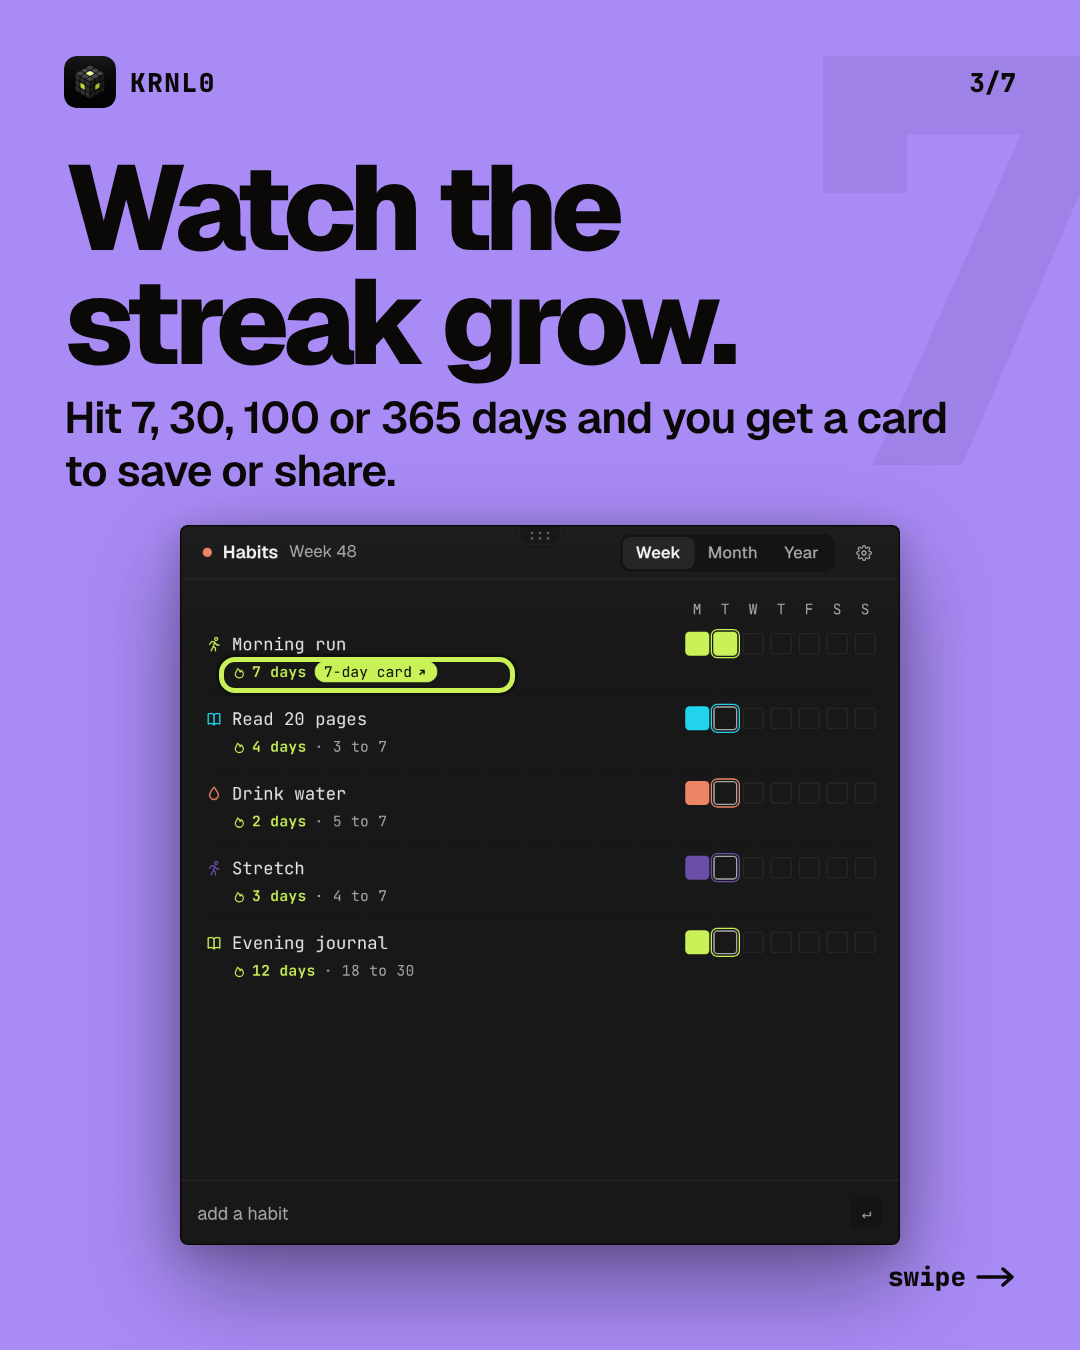 KRNL0
3/7
7
Watch the
streak grow.
Hit 7, 30, 100 or 365 days and you get a card
to save or share.
Habits Week 48
Week Month Year
M T W T F S S
Morning run
7 days 7-day card ↗
Read 20 pages
4 days · 3 to 7
Drink water
2 days · 5 to 7
Stretch
3 days · 4 to 7
Evening journal
12 days · 18 to 30
add a habit
↵
swipe →